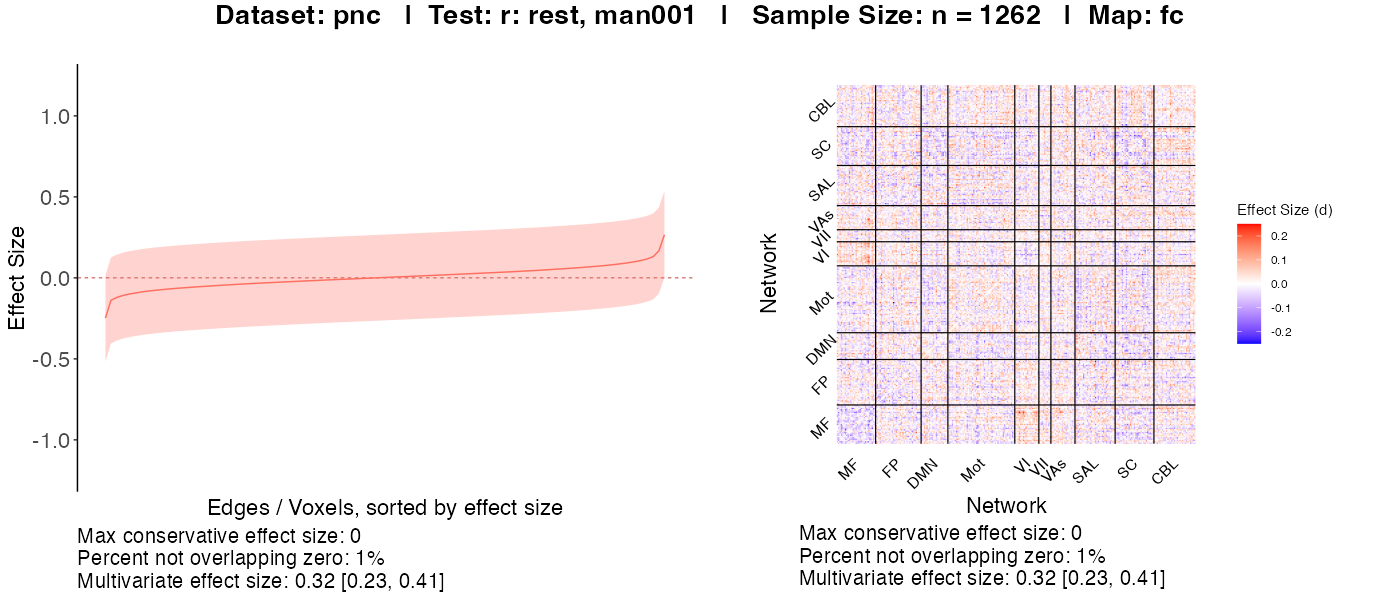 Dataset: pnc | Test: r: rest, man001 | Sample Size: n = 1262 | Map: fc
Effect Size
1.0
0.5
0.0
-0.5
-1.0
Edges / Voxels, sorted by effect size
Max conservative effect size: 0
Percent not overlapping zero: 1%
Multivariate effect size: 0.32 [0.23, 0.41]
Network
CBL
SC
SAL
VAs
VII
VI
Mot
DMN
FP
MF
MF
FP
DMN
Mot
VI
VII
VAs
SAL
SC
CBL
Network
Max conservative effect size: 0
Percent not overlapping zero: 1%
Multivariate effect size: 0.32 [0.23, 0.41]
Effect Size (d)
0.2
0.1
0.0
-0.1
-0.2